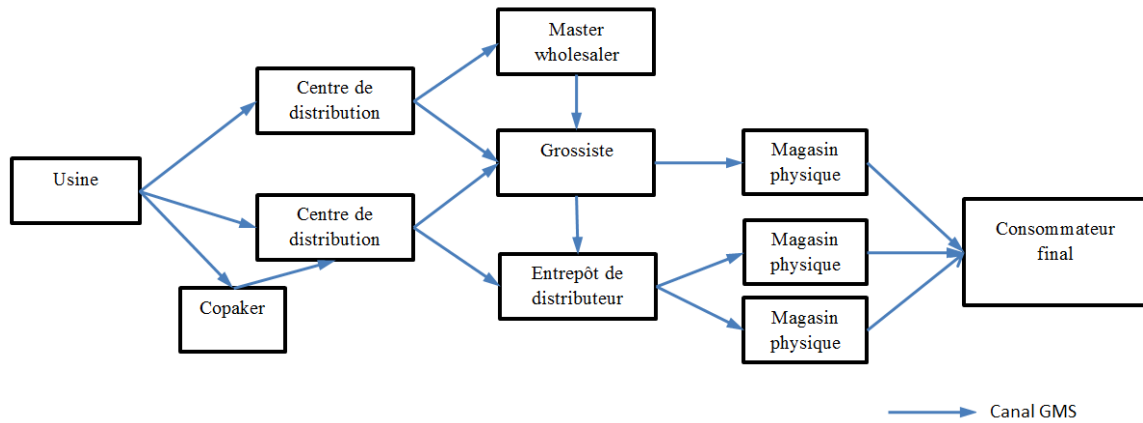 Master
wholesaler
Centre de
distribution
Grossiste
Magasin
physique
Usine
Centre de
distribution
Magasin
physique
Consommateur
final
Entrepôt de
distributeur
Copaker
Magasin
physique
Canal GMS